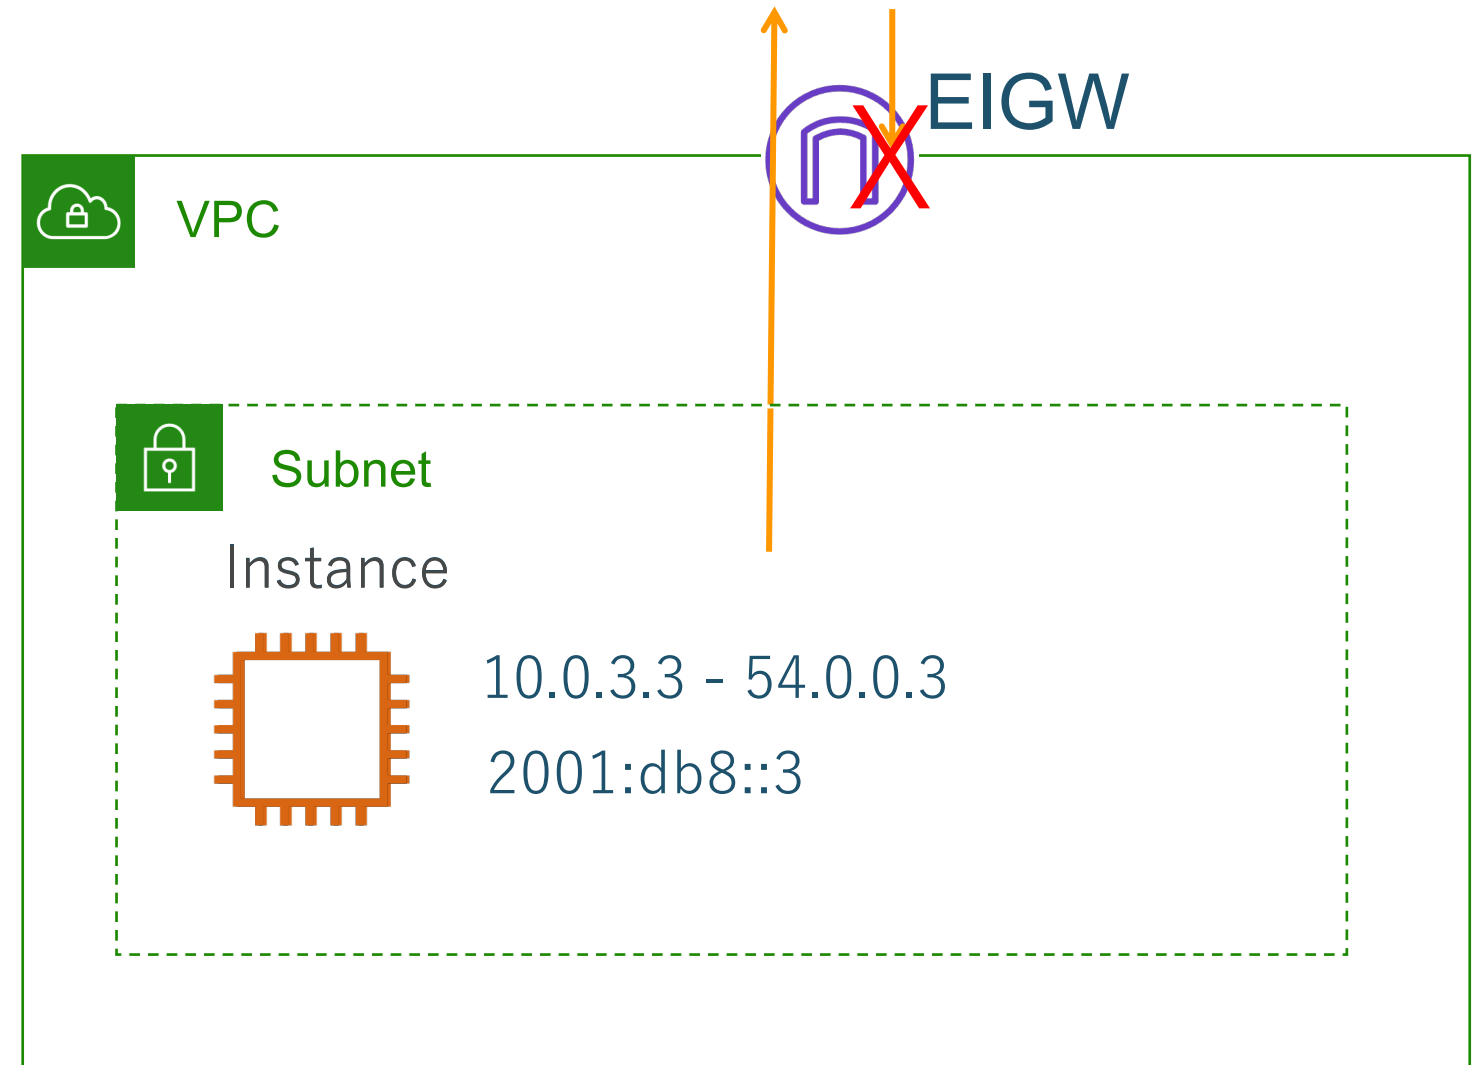 EIGW
X
VPC
Subnet
Instance
10.0.3.3 - 54.0.0.3
2001:db8::3